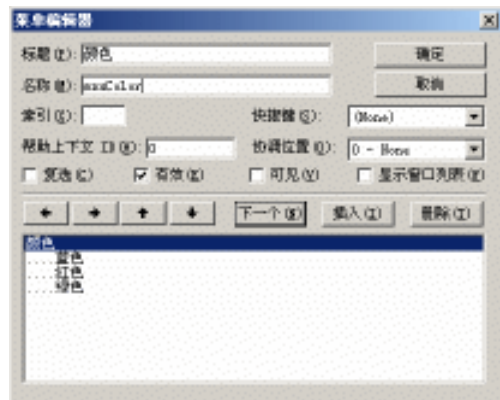 菜单编辑器
标题(P): 颜色
确定
名称(M): mnuColor
取消
索引(X):
快捷键(S): (None)
帮助上下文 ID(H): 0
协调位置(O): 0 - None
复选(C) 有效(E) 可见(V) 显示窗口列表(W)
下一个(N) 插入(I) 删除(T)
颜色
....蓝色
....红色
....绿色